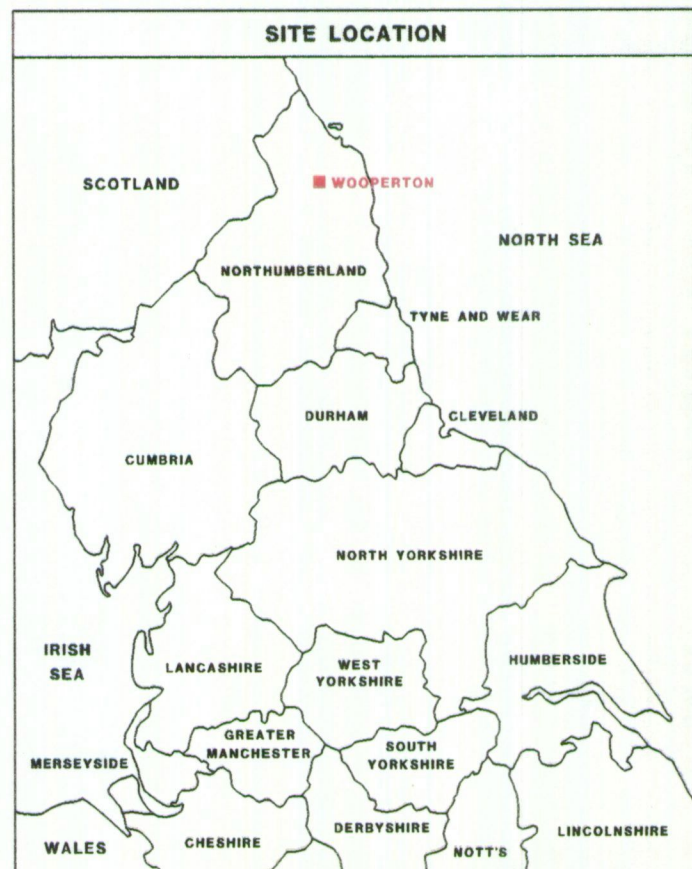 SITE LOCATION
SCOTLAND
WOOPERTON
NORTH SEA
NORTHUMBERLAND
TYNE AND WEAR
DURHAM
CLEVELAND
CUMBRIA
NORTH YORKSHIRE
IRISH
SEA
LANCASHIRE
WEST
YORKSHIRE
HUMBERSIDE
GREATER
MANCHESTER
SOUTH
YORKSHIRE
MERSEYSIDE
WALES
CHESHIRE
DERBYSHIRE
NOTT'S
LINCOLNSHIRE